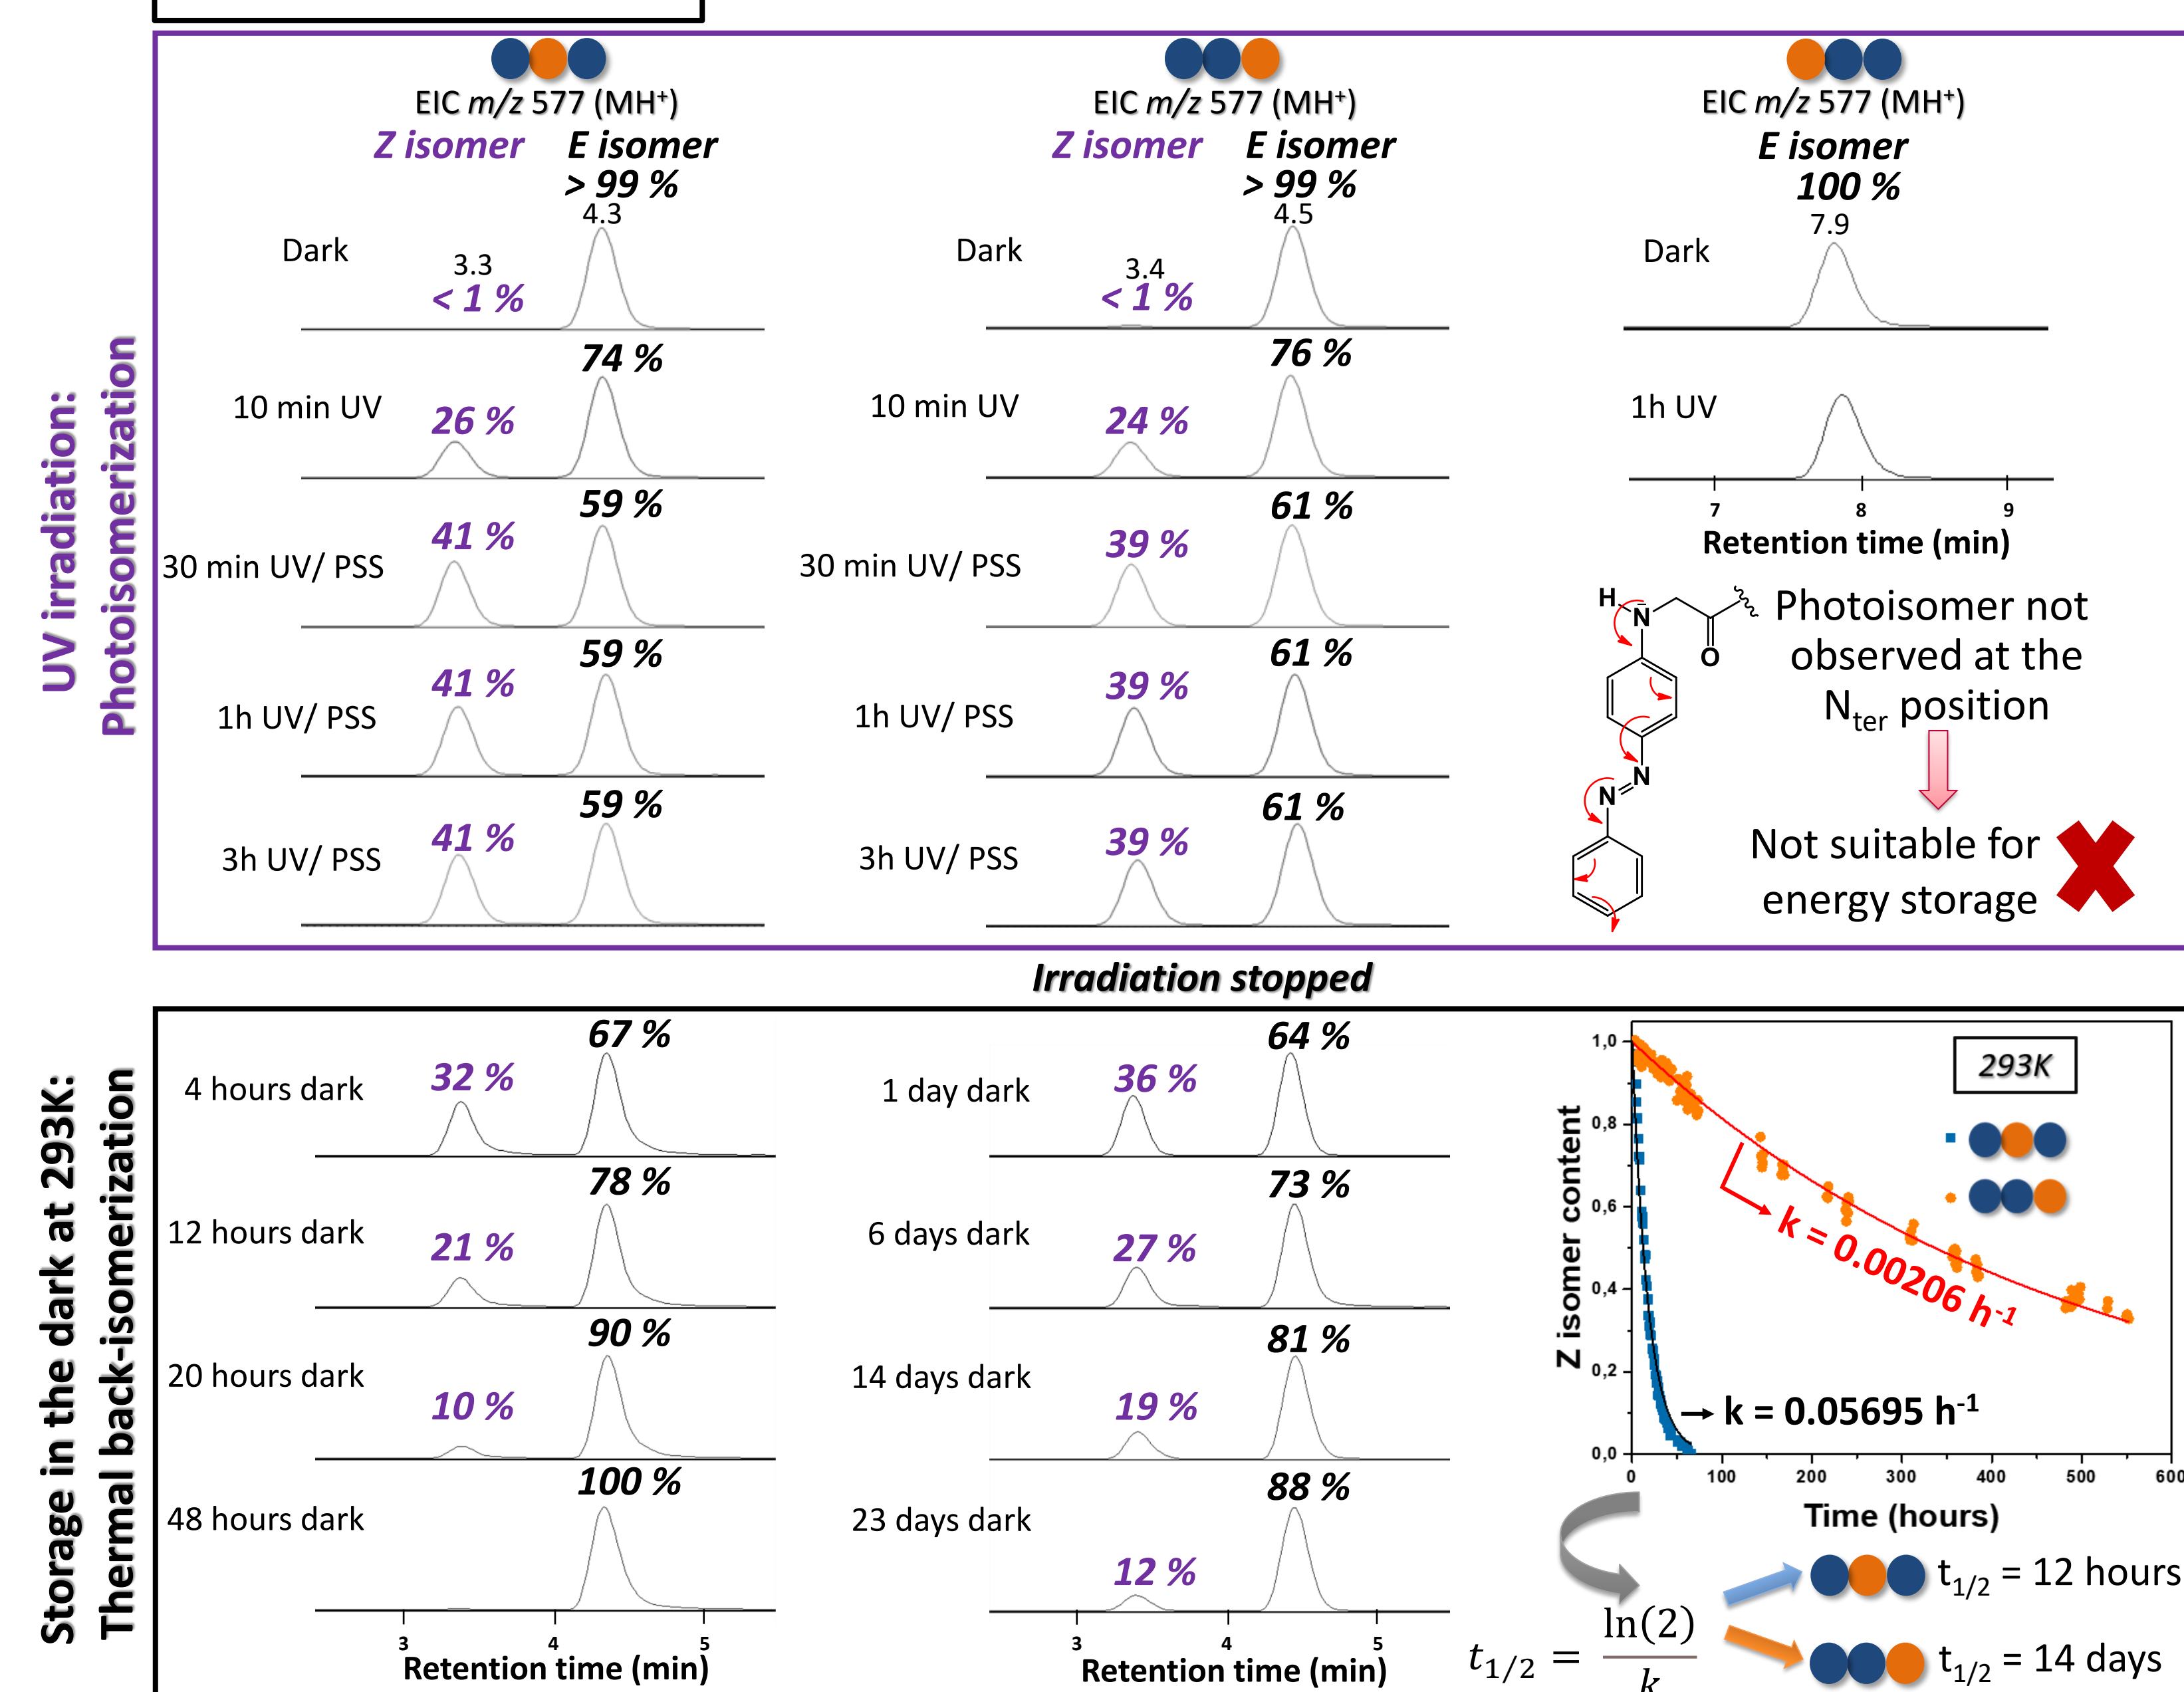 UV irradiation:
Photoisomerization
EIC m/z 577 (MH⁺)
Z isomer E isomer
> 99 %
4.3
Dark
3.3
< 1 %
74 %
10 min UV
26 %
59 %
41 %
30 min UV/ PSS
59 %
41 %
1h UV/ PSS
59 %
41 %
3h UV/ PSS
EIC m/z 577 (MH⁺)
Z isomer E isomer
> 99 %
4.5
Dark
3.4
< 1 %
76 %
10 min UV
24 %
61 %
39 %
30 min UV/ PSS
61 %
39 %
1h UV/ PSS
61 %
39 %
3h UV/ PSS
EIC m/z 577 (MH⁺)
E isomer
100 %
7.9
Dark
1h UV
7 8 9
Retention time (min)
H
N
O
N
N
Photoisomer not
observed at the
Nter position
Not suitable for
energy storage
Irradiation stopped
Storage in the dark at 293K:
Thermal back-isomerization
67 %
4 hours dark
32 %
78 %
12 hours dark
21 %
90 %
20 hours dark
10 %
100 %
48 hours dark
3 4 5
Retention time (min)
64 %
1 day dark
36 %
73 %
6 days dark
27 %
81 %
14 days dark
19 %
88 %
23 days dark
12 %
3 4 5
Retention time (min)
Z isomer content
1,0
0,8
0,6
0,4
0,2
0,0
293K
k = 0.00206 h⁻¹
k = 0.05695 h⁻¹
0 100 200 300 400 500 600
Time (hours)
t1/2 = ln(2)
k
t1/2 = 12 hours
t1/2 = 14 days